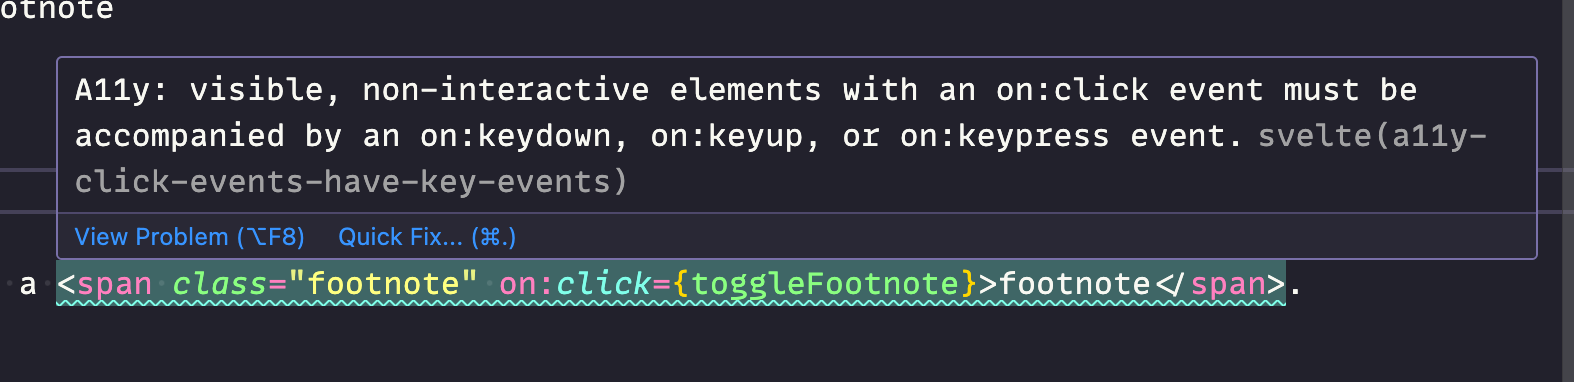 otnote
A11y: visible, non-interactive elements with an on:click event must be
accompanied by an on:keydown, on:keyup, or on:keypress event. svelte(a11y-
click-events-have-key-events)
View Problem (⌥F8) Quick Fix... (⌘.)
a <span class="footnote" on:click={toggleFootnote}>footnote</span>.